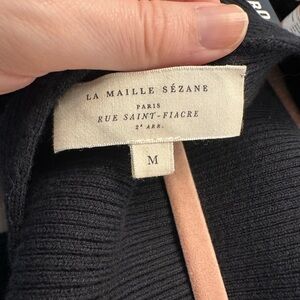 LA MAILLE SÉZANE
PARIS
RUE SAINT-FIACRE
2ᵉ ARR.
M